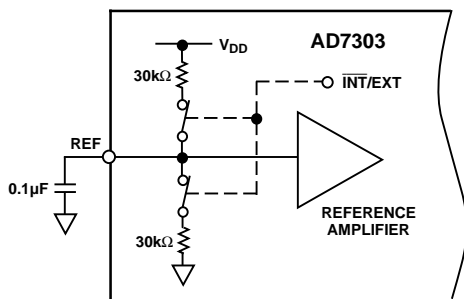 V_DD
AD7303
30kΩ
INT/EXT
REF
0.1µF
REFERENCE
AMPLIFIER
30kΩ